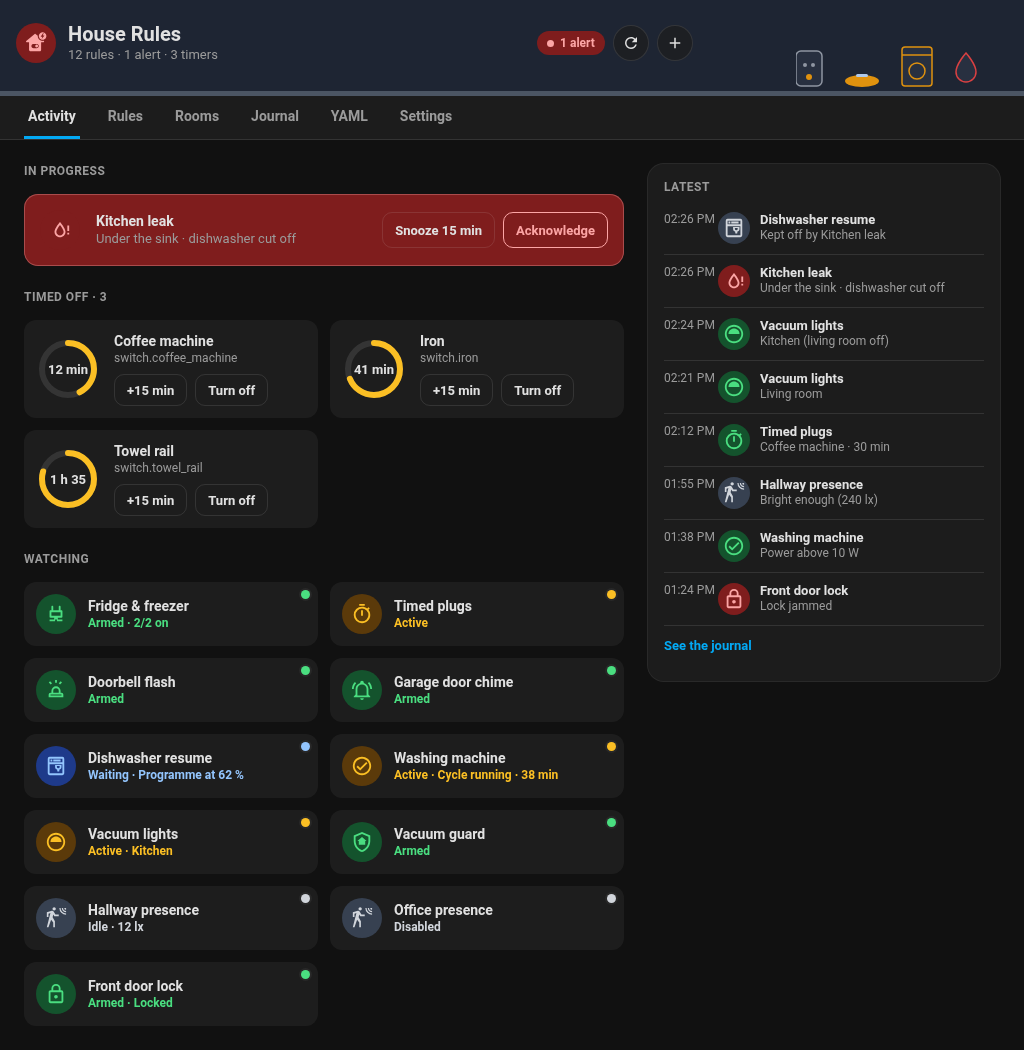 House Rules
12 rules · 1 alert · 3 timers
1 alert
Activity
Rules
Rooms
Journal
YAML
Settings
IN PROGRESS
Kitchen leak
Under the sink · dishwasher cut off
Snooze 15 min
Acknowledge
TIMED OFF · 3
12 min
Coffee machine
switch.coffee_machine
+15 min
Turn off
41 min
Iron
switch.iron
+15 min
Turn off
1 h 35
Towel rail
switch.towel_rail
+15 min
Turn off
WATCHING
Fridge & freezer
Armed · 2/2 on
Timed plugs
Active
Doorbell flash
Armed
Garage door chime
Armed
Dishwasher resume
Waiting · Programme at 62 %
Washing machine
Active · Cycle running · 38 min
Vacuum lights
Active · Kitchen
Vacuum guard
Armed
Hallway presence
Idle · 12 lx
Office presence
Disabled
Front door lock
Armed · Locked
LATEST
02:26 PM
Dishwasher resume
Kept off by Kitchen leak
02:26 PM
Kitchen leak
Under the sink · dishwasher cut off
02:24 PM
Vacuum lights
Kitchen (living room off)
02:21 PM
Vacuum lights
Living room
02:12 PM
Timed plugs
Coffee machine · 30 min
01:55 PM
Hallway presence
Bright enough (240 lx)
01:38 PM
Washing machine
Power above 10 W
01:24 PM
Front door lock
Lock jammed
See the journal